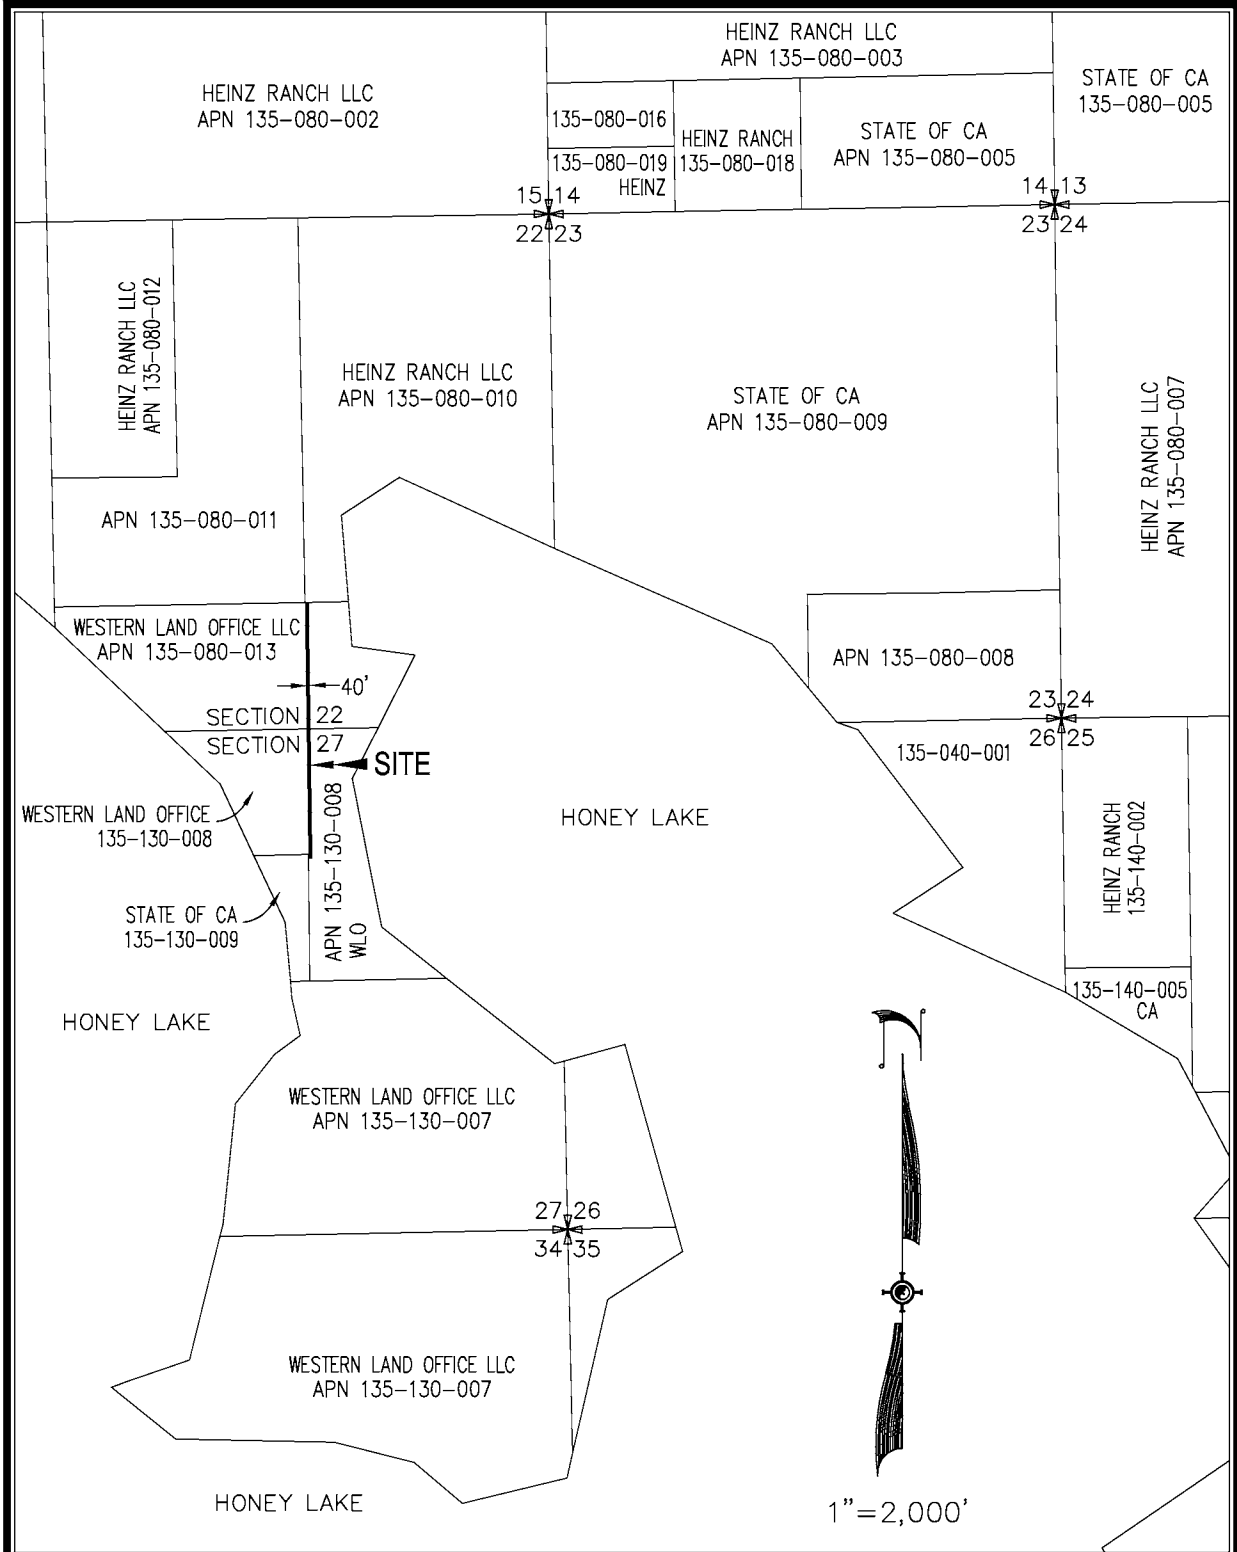 HEINZ RANCH LLC
APN 135-080-003
HEINZ RANCH LLC
APN 135-080-002
STATE OF CA
135-080-005
135-080-016
HEINZ RANCH
135-080-018
STATE OF CA
APN 135-080-005
135-080-019
HEINZ
15 14
22 23
14 13
23 24
HEINZ RANCH LLC
APN 135-080-012
HEINZ RANCH LLC
APN 135-080-010
STATE OF CA
APN 135-080-009
HEINZ RANCH LLC
APN 135-080-007
APN 135-080-011
WESTERN LAND OFFICE LLC
APN 135-080-013
40'
APN 135-080-008
SECTION 22
SECTION 27
SITE
23 24
26 25
135-040-001
WESTERN LAND OFFICE
135-130-008
APN 135-130-008
WLO
HONEY LAKE
HEINZ RANCH
135-140-002
STATE OF CA
135-130-009
135-140-005
CA
HONEY LAKE
WESTERN LAND OFFICE LLC
APN 135-130-007
27 26
34 35
WESTERN LAND OFFICE LLC
APN 135-130-007
HONEY LAKE
1"=2,000'